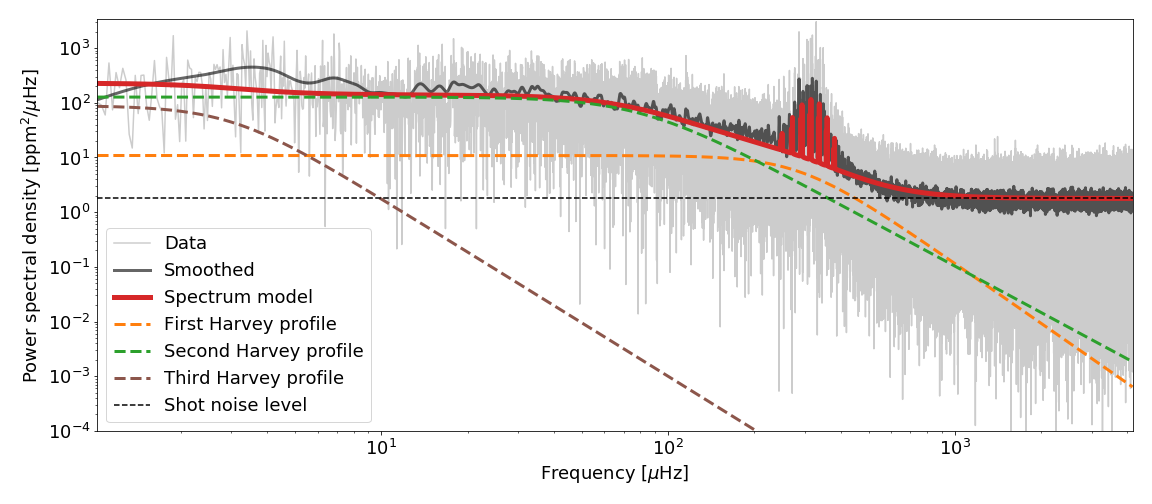 10³
10²
10¹
10⁰
10⁻¹
10⁻²
10⁻³
10⁻⁴
Power spectral density [ppm²/μHz]
Data
Smoothed
Spectrum model
First Harvey profile
Second Harvey profile
Third Harvey profile
Shot noise level
10¹
10²
10³
Frequency [μHz]